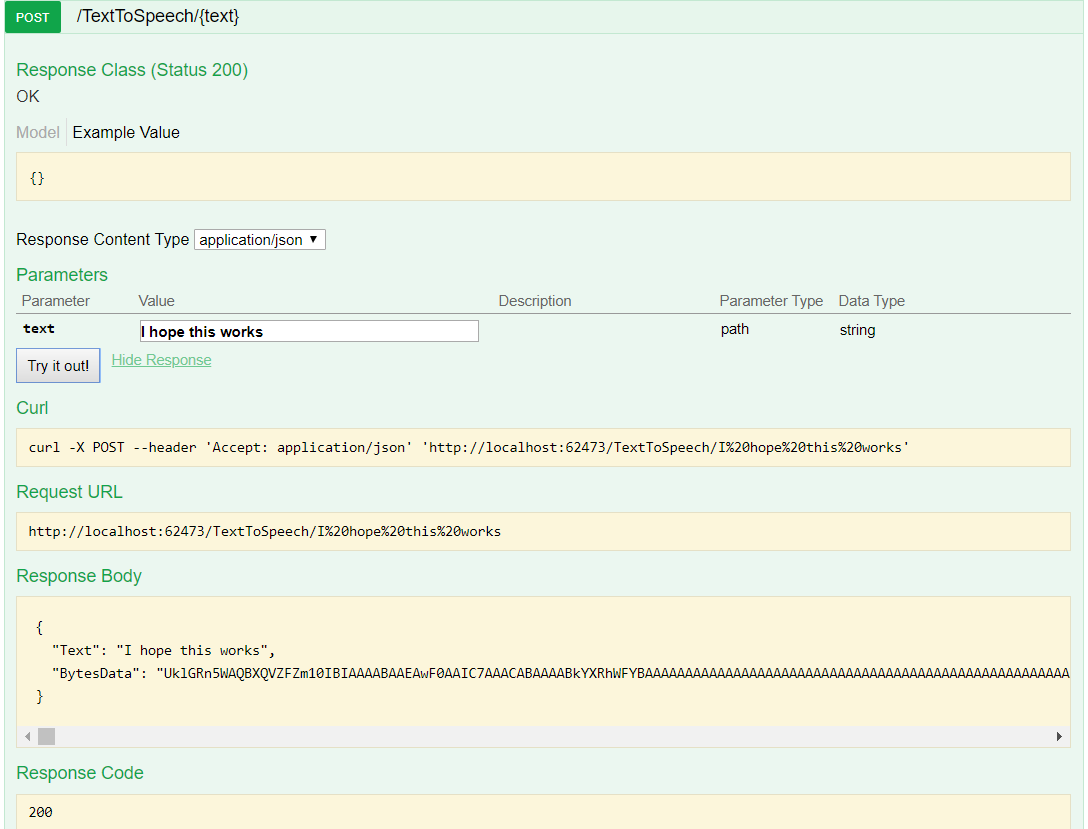 POST /TextToSpeech/{text}
Response Class (Status 200)
OK
Model Example Value
{}
Response Content Type application/json ▼
Parameters
Parameter Value Description Parameter Type Data Type
text I hope this works path string
Try it out! Hide Response
Curl
curl -X POST --header 'Accept: application/json' 'http://localhost:62473/TextToSpeech/I%20hope%20this%20works'
Request URL
http://localhost:62473/TextToSpeech/I%20hope%20this%20works
Response Body
{
"Text": "I hope this works",
"BytesData": "UklGRn5WAQBXQVZFZm10IBIAAAABAAEAwF0AAIC7AAACABAAAABkYXRhWFYBAAAAAAAAAAAAAAAAAAAAAAAAAAAAAAAAAAAAAAAAAAAAAAAAAAAAA
}
Response Code
200